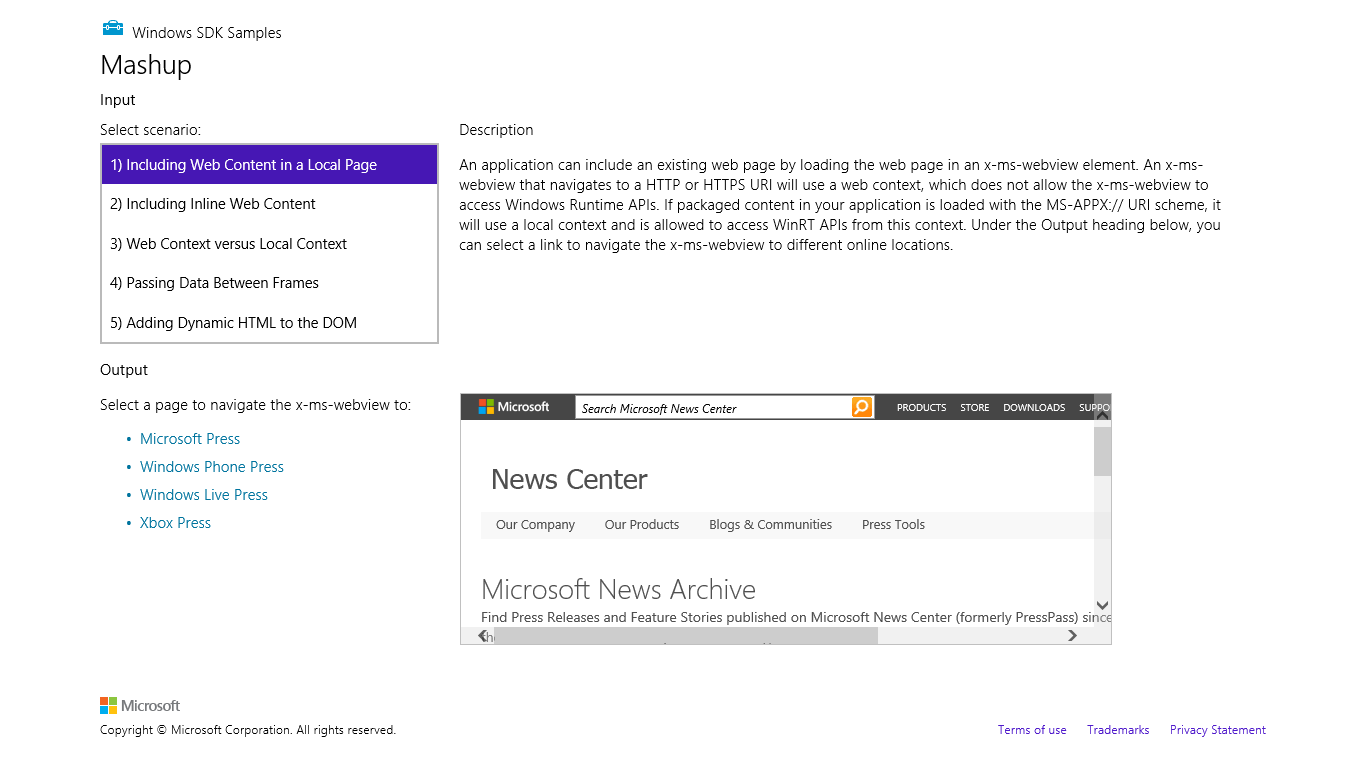 Windows SDK Samples
Mashup
Input
Select scenario:
1) Including Web Content in a Local Page
2) Including Inline Web Content
3) Web Context versus Local Context
4) Passing Data Between Frames
5) Adding Dynamic HTML to the DOM
Description
An application can include an existing web page by loading the web page in an x-ms-webview element. An x-ms-
webview that navigates to a HTTP or HTTPS URI will use a web context, which does not allow the x-ms-webview to
access Windows Runtime APIs. If packaged content in your application is loaded with the MS-APPX:// URI scheme, it
will use a local context and is allowed to access WinRT APIs from this context. Under the Output heading below, you
can select a link to navigate the x-ms-webview to different online locations.
Output
Select a page to navigate the x-ms-webview to:
• Microsoft Press
• Windows Phone Press
• Windows Live Press
• Xbox Press
Microsoft Search Microsoft News Center PRODUCTS STORE DOWNLOADS SUPPO
News Center
Our Company Our Products Blogs & Communities Press Tools
Microsoft News Archive
Find Press Releases and Feature Stories published on Microsoft News Center (formerly PressPass) since
Microsoft
Copyright © Microsoft Corporation. All rights reserved.
Terms of use Trademarks Privacy Statement